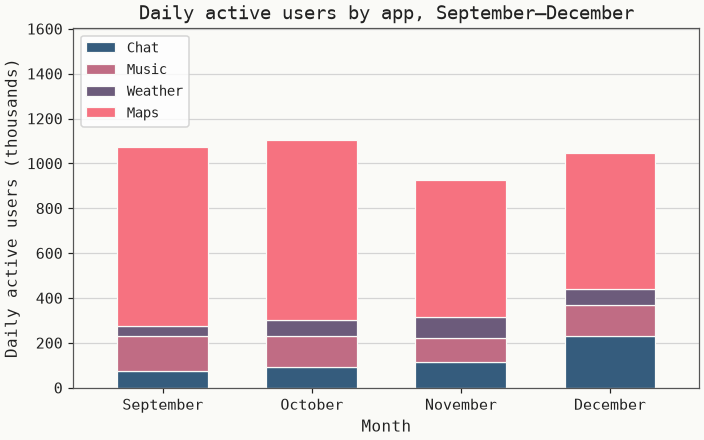 Daily active users by app, September–December
Chat
Music
Weather
Maps
Daily active users (thousands)
1600
1400
1200
1000
800
600
400
200
0
September
October
November
December
Month